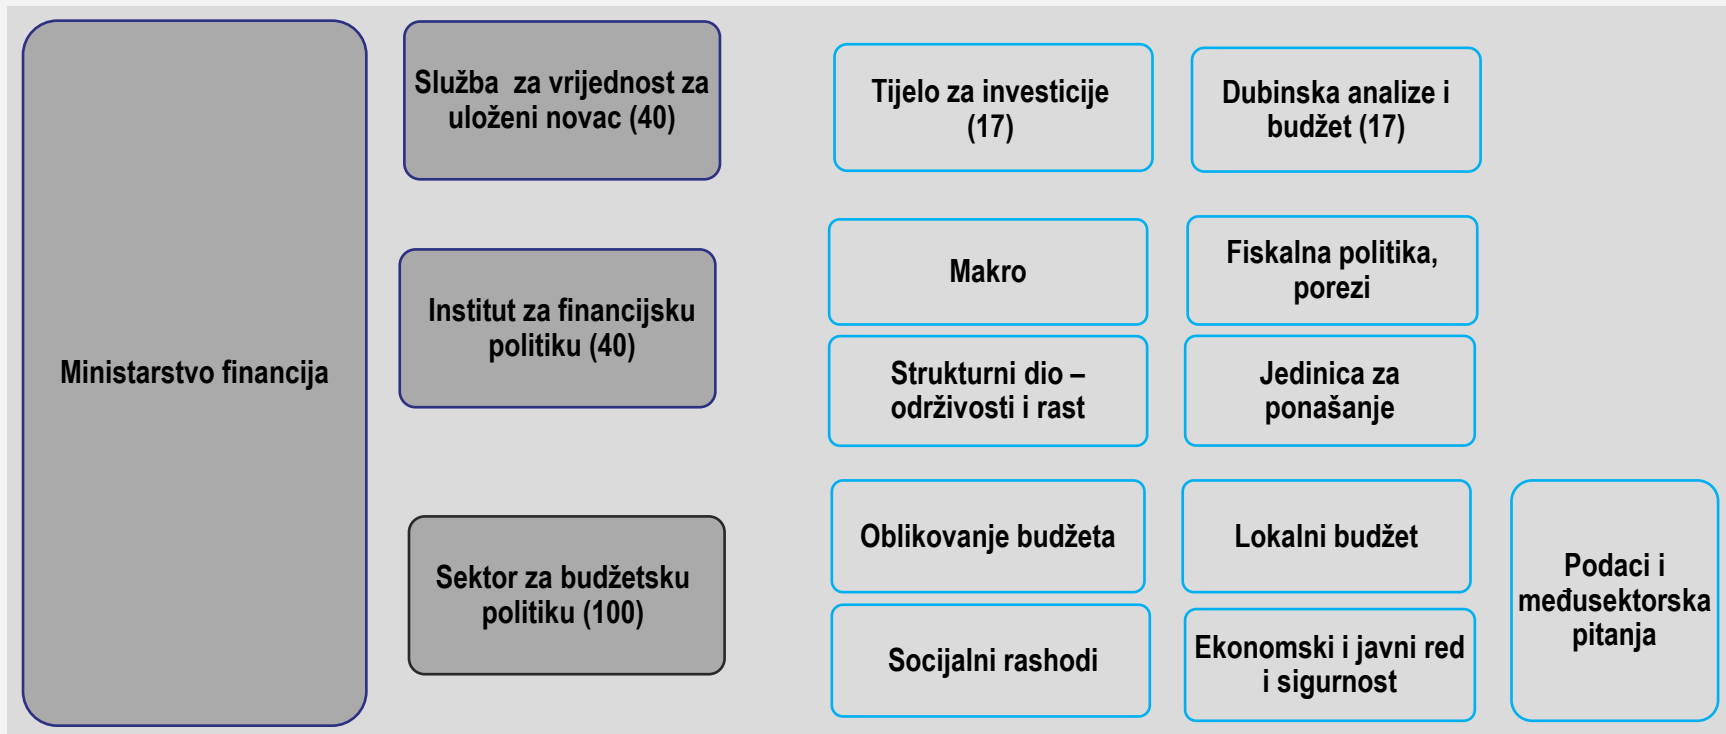 Ministarstvo financija
Služba za vrijednost za
uloženi novac (40)
Tijelo za investicije
(17)
Dubinska analize i
budžet (17)
Institut za financijsku
politiku (40)
Makro
Fiskalna politika,
porezi
Strukturni dio –
održivosti i rast
Jedinica za
ponašanje
Sektor za budžetsku
politiku (100)
Oblikovanje budžeta
Lokalni budžet
Socijalni rashodi
Ekonomski i javni red
i sigurnost
Podaci i
međusektorska
pitanja